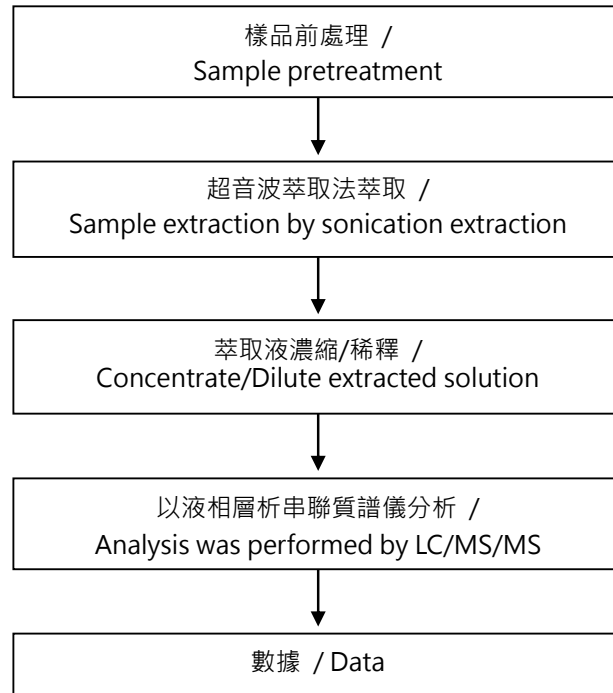 樣品前處理 /
Sample pretreatment
超音波萃取法萃取 /
Sample extraction by sonication extraction
萃取液濃縮/稀釋 /
Concentrate/Dilute extracted solution
以液相層析串聯質譜儀分析 /
Analysis was performed by LC/MS/MS
數據 / Data